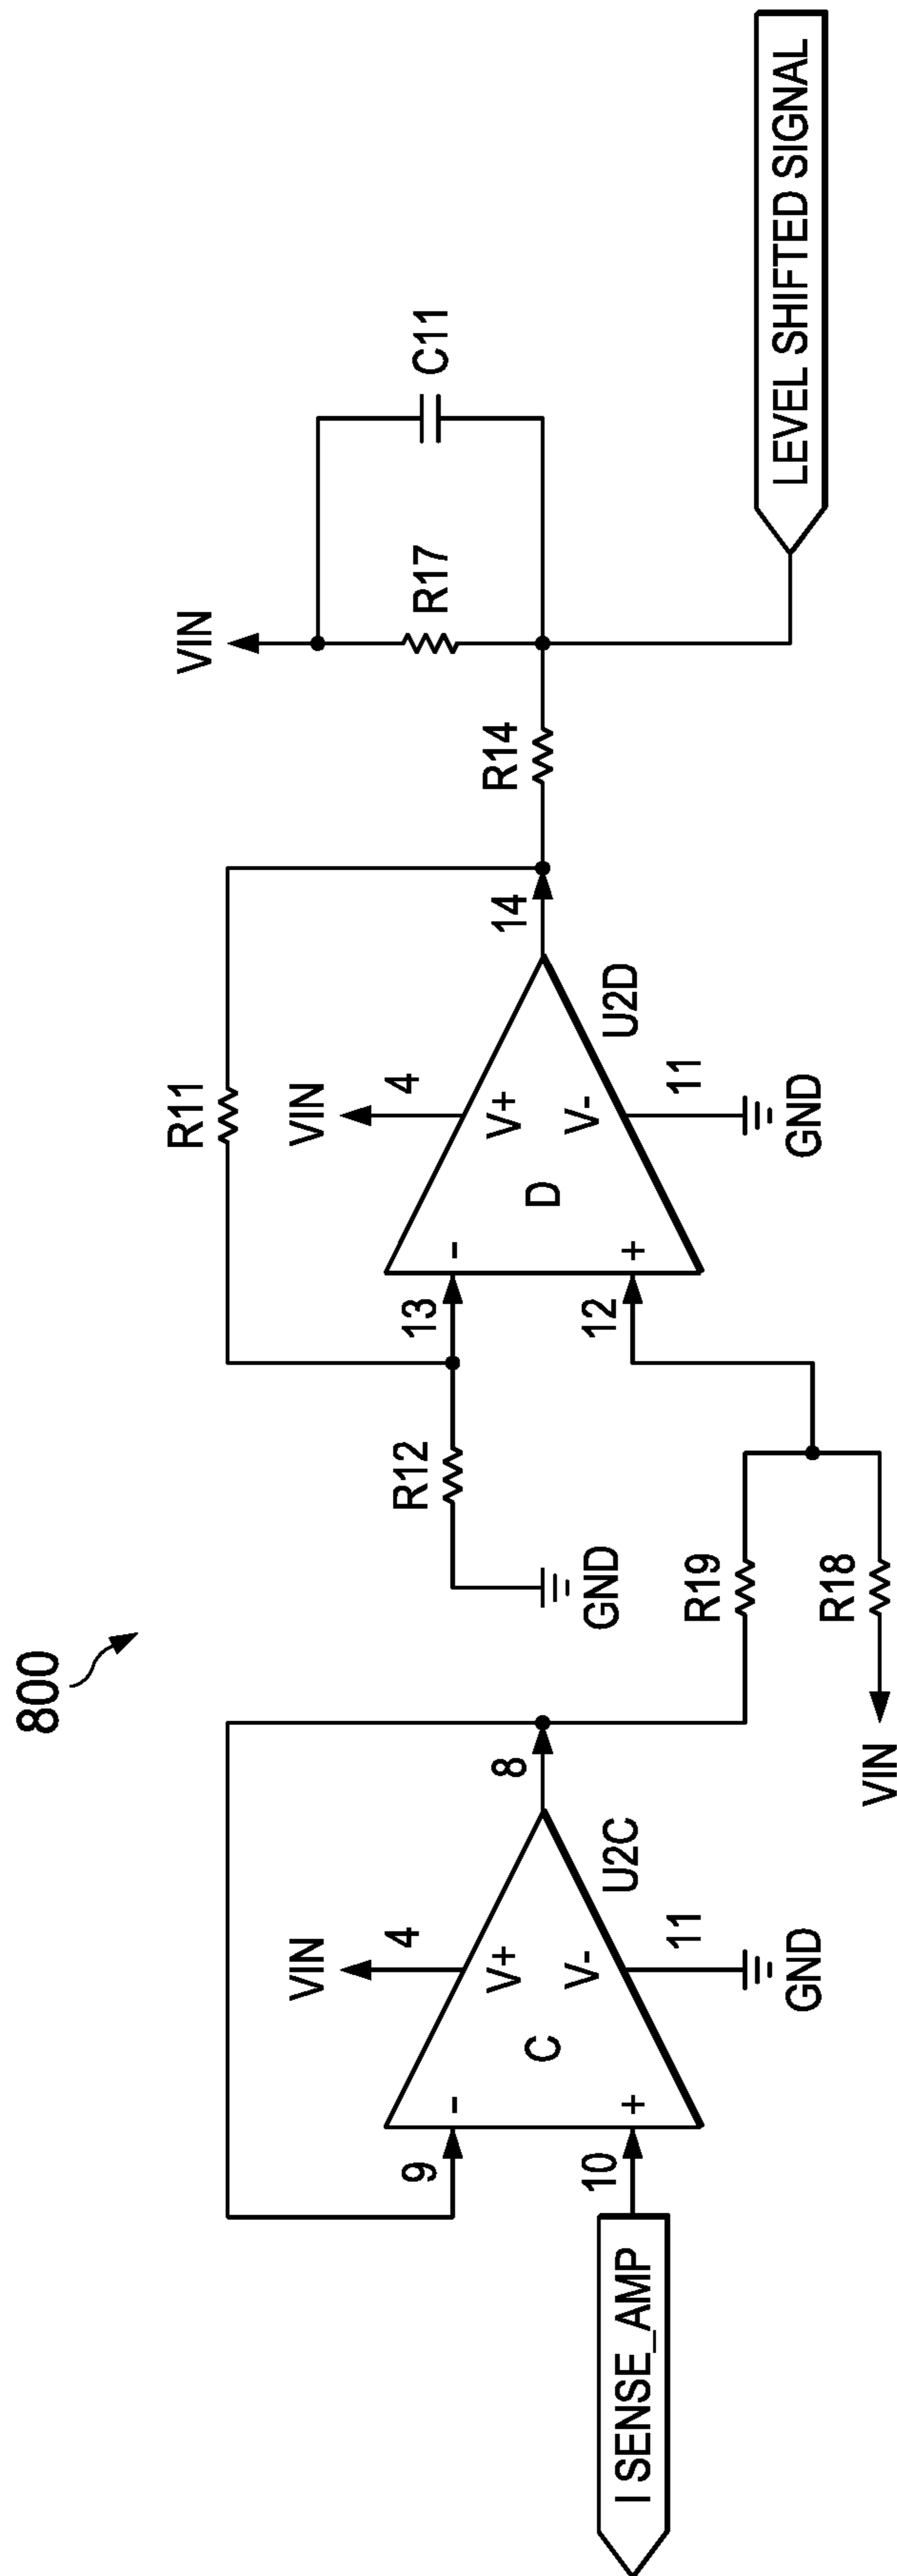 800
I SENSE_AMP
10
9
-
+
C
V+
V-
VIN
4
11
GND
U2C
8
VIN
R18
R19
GND
R12
13
12
-
+
D
V+
V-
VIN
4
11
GND
U2D
R11
14
R14
VIN
R17
C11
LEVEL SHIFTED SIGNAL